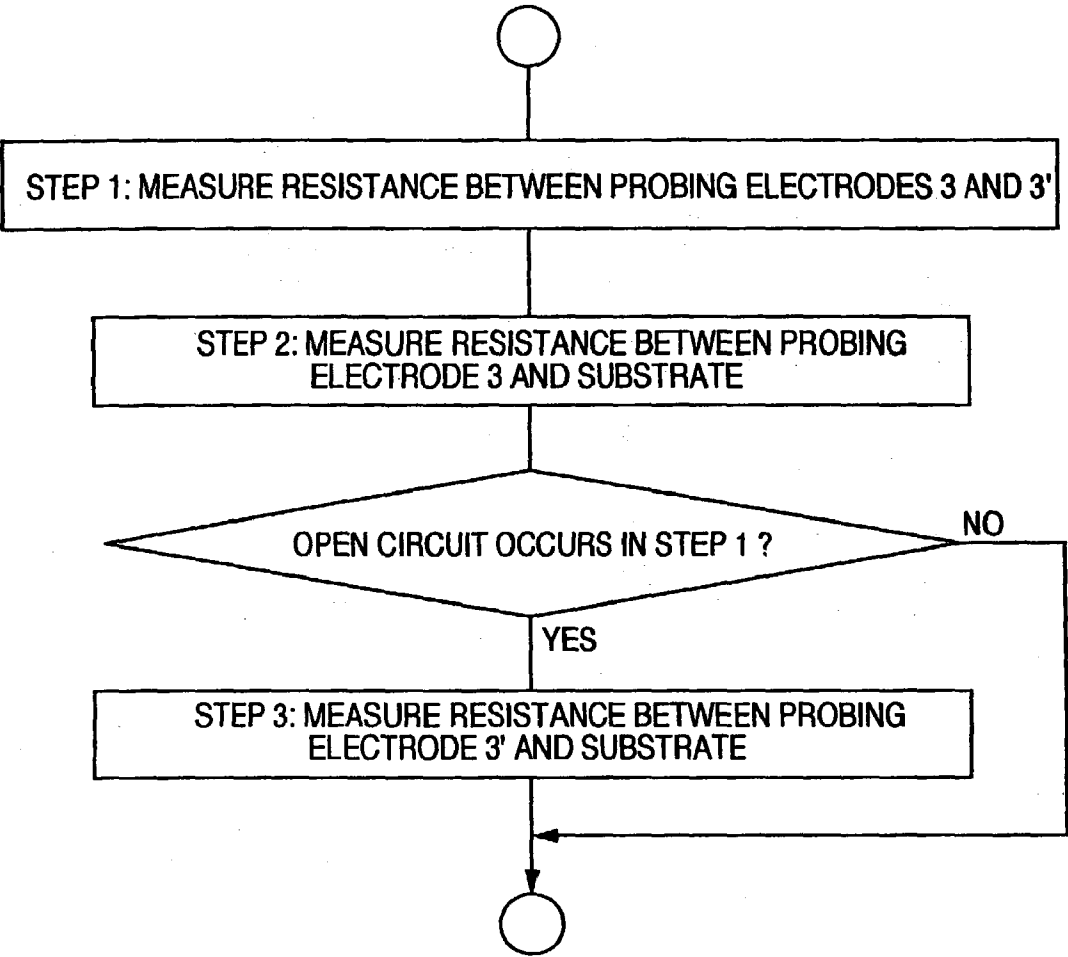 STEP 1: MEASURE RESISTANCE BETWEEN PROBING ELECTRODES 3 AND 3'
STEP 2: MEASURE RESISTANCE BETWEEN PROBING
ELECTRODE 3 AND SUBSTRATE
OPEN CIRCUIT OCCURS IN STEP 1 ?
NO
YES
STEP 3: MEASURE RESISTANCE BETWEEN PROBING
ELECTRODE 3' AND SUBSTRATE